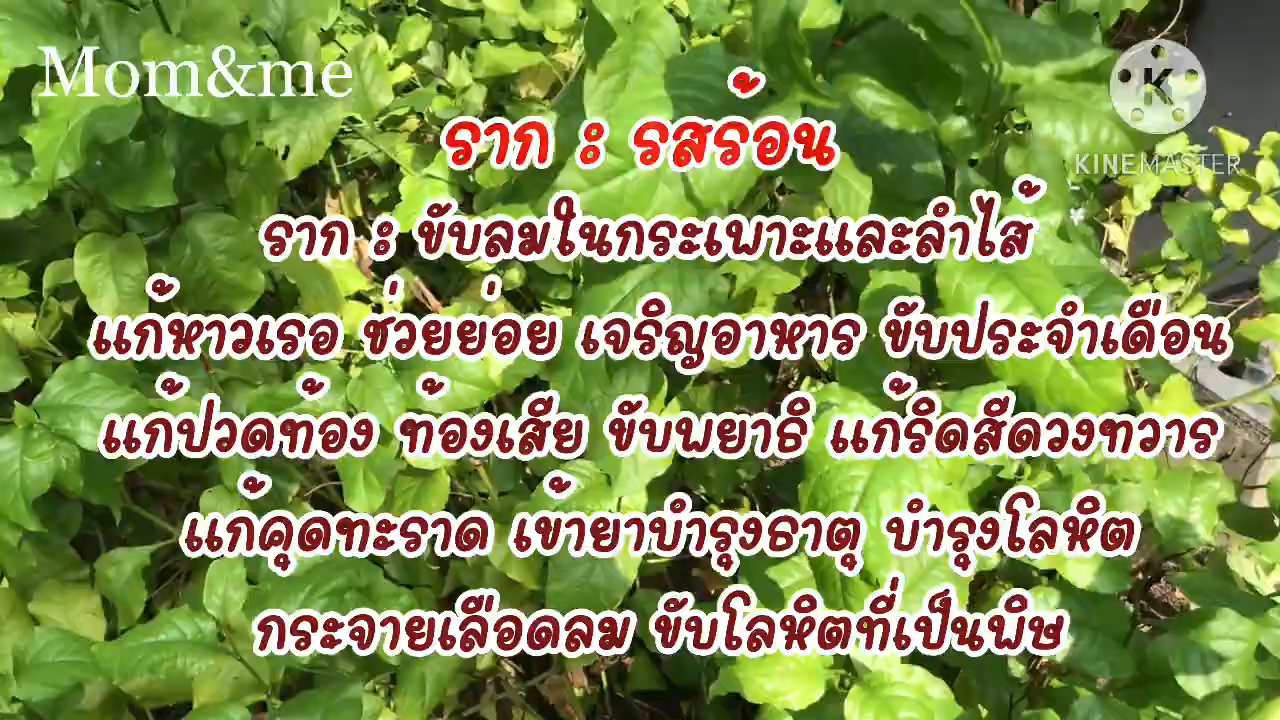 Mom&me
K
KINEMASTER
ราก : รสร้อน
ราก : ขับลมในกระเพาะและลำไส้
แก้หาวเรอ ช่วยย่อย เจริญอาหาร ขับประจำเดือน
แก้ปวดท้อง ท้องเสีย ขับพยาธิ แก้ริดสีดวงทวาร
แก้คุดทะราด เข้ายาบำรุงธาตุ บำรุงโลหิต
กระจายเลือดลม ขับโลหิตที่เป็นพิษ